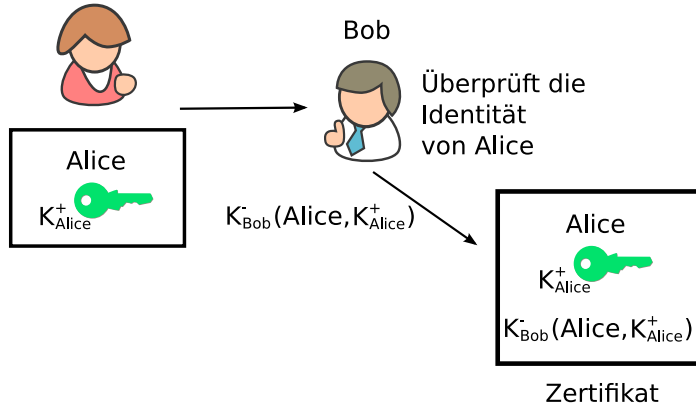 Bob
Überprüft die
Identität
von Alice
Alice
K⁺Alice
K⁻Bob(Alice,K⁺Alice)
Alice
K⁺Alice
K⁻Bob(Alice,K⁺Alice)
Zertifikat